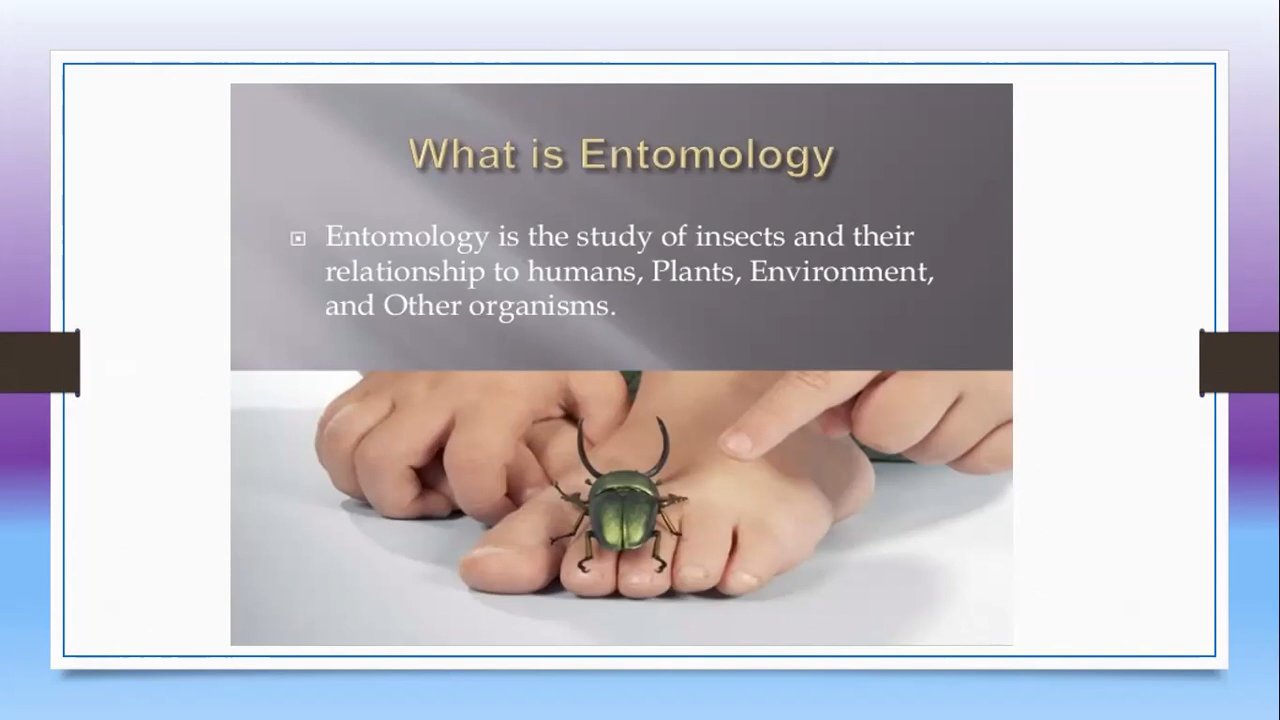 What is Entomology
Entomology is the study of insects and their
relationship to humans, Plants, Environment,
and Other organisms.